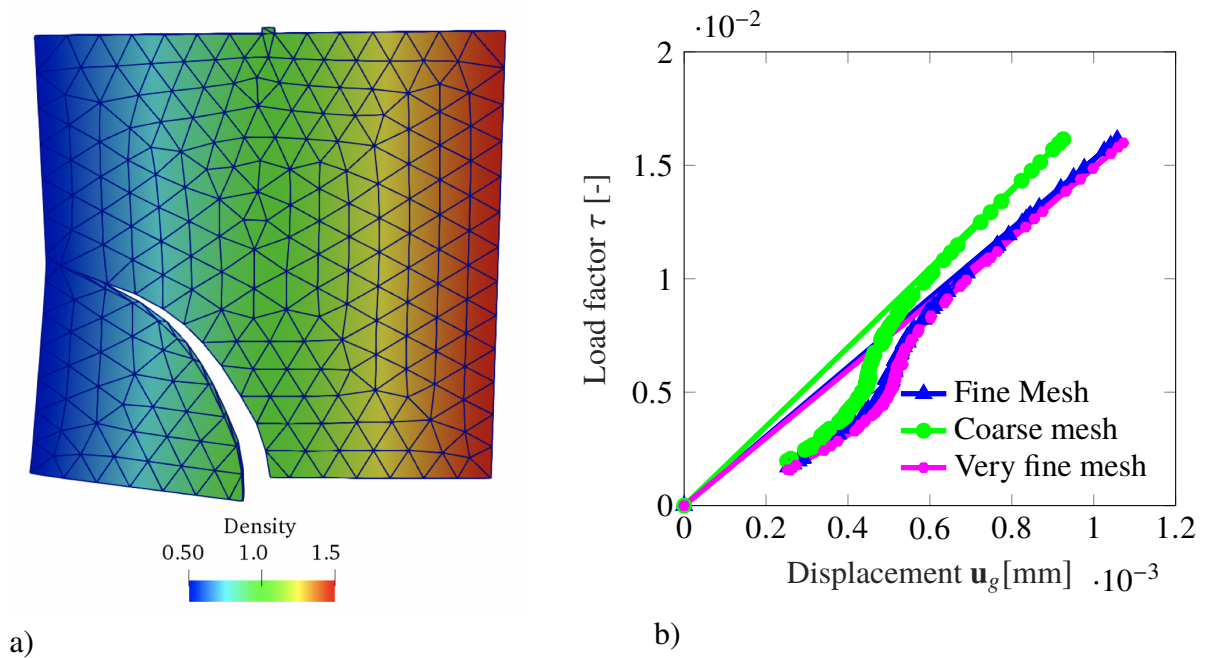 Density
0.50 1.0 1.5
a)
·10−2
2
1.5
1
0.5
0
0 0.2 0.4 0.6 0.8 1 1.2
Load factor τ [-]
Fine Mesh
Coarse mesh
Very fine mesh
Displacement ug[mm] ·10−3
b)